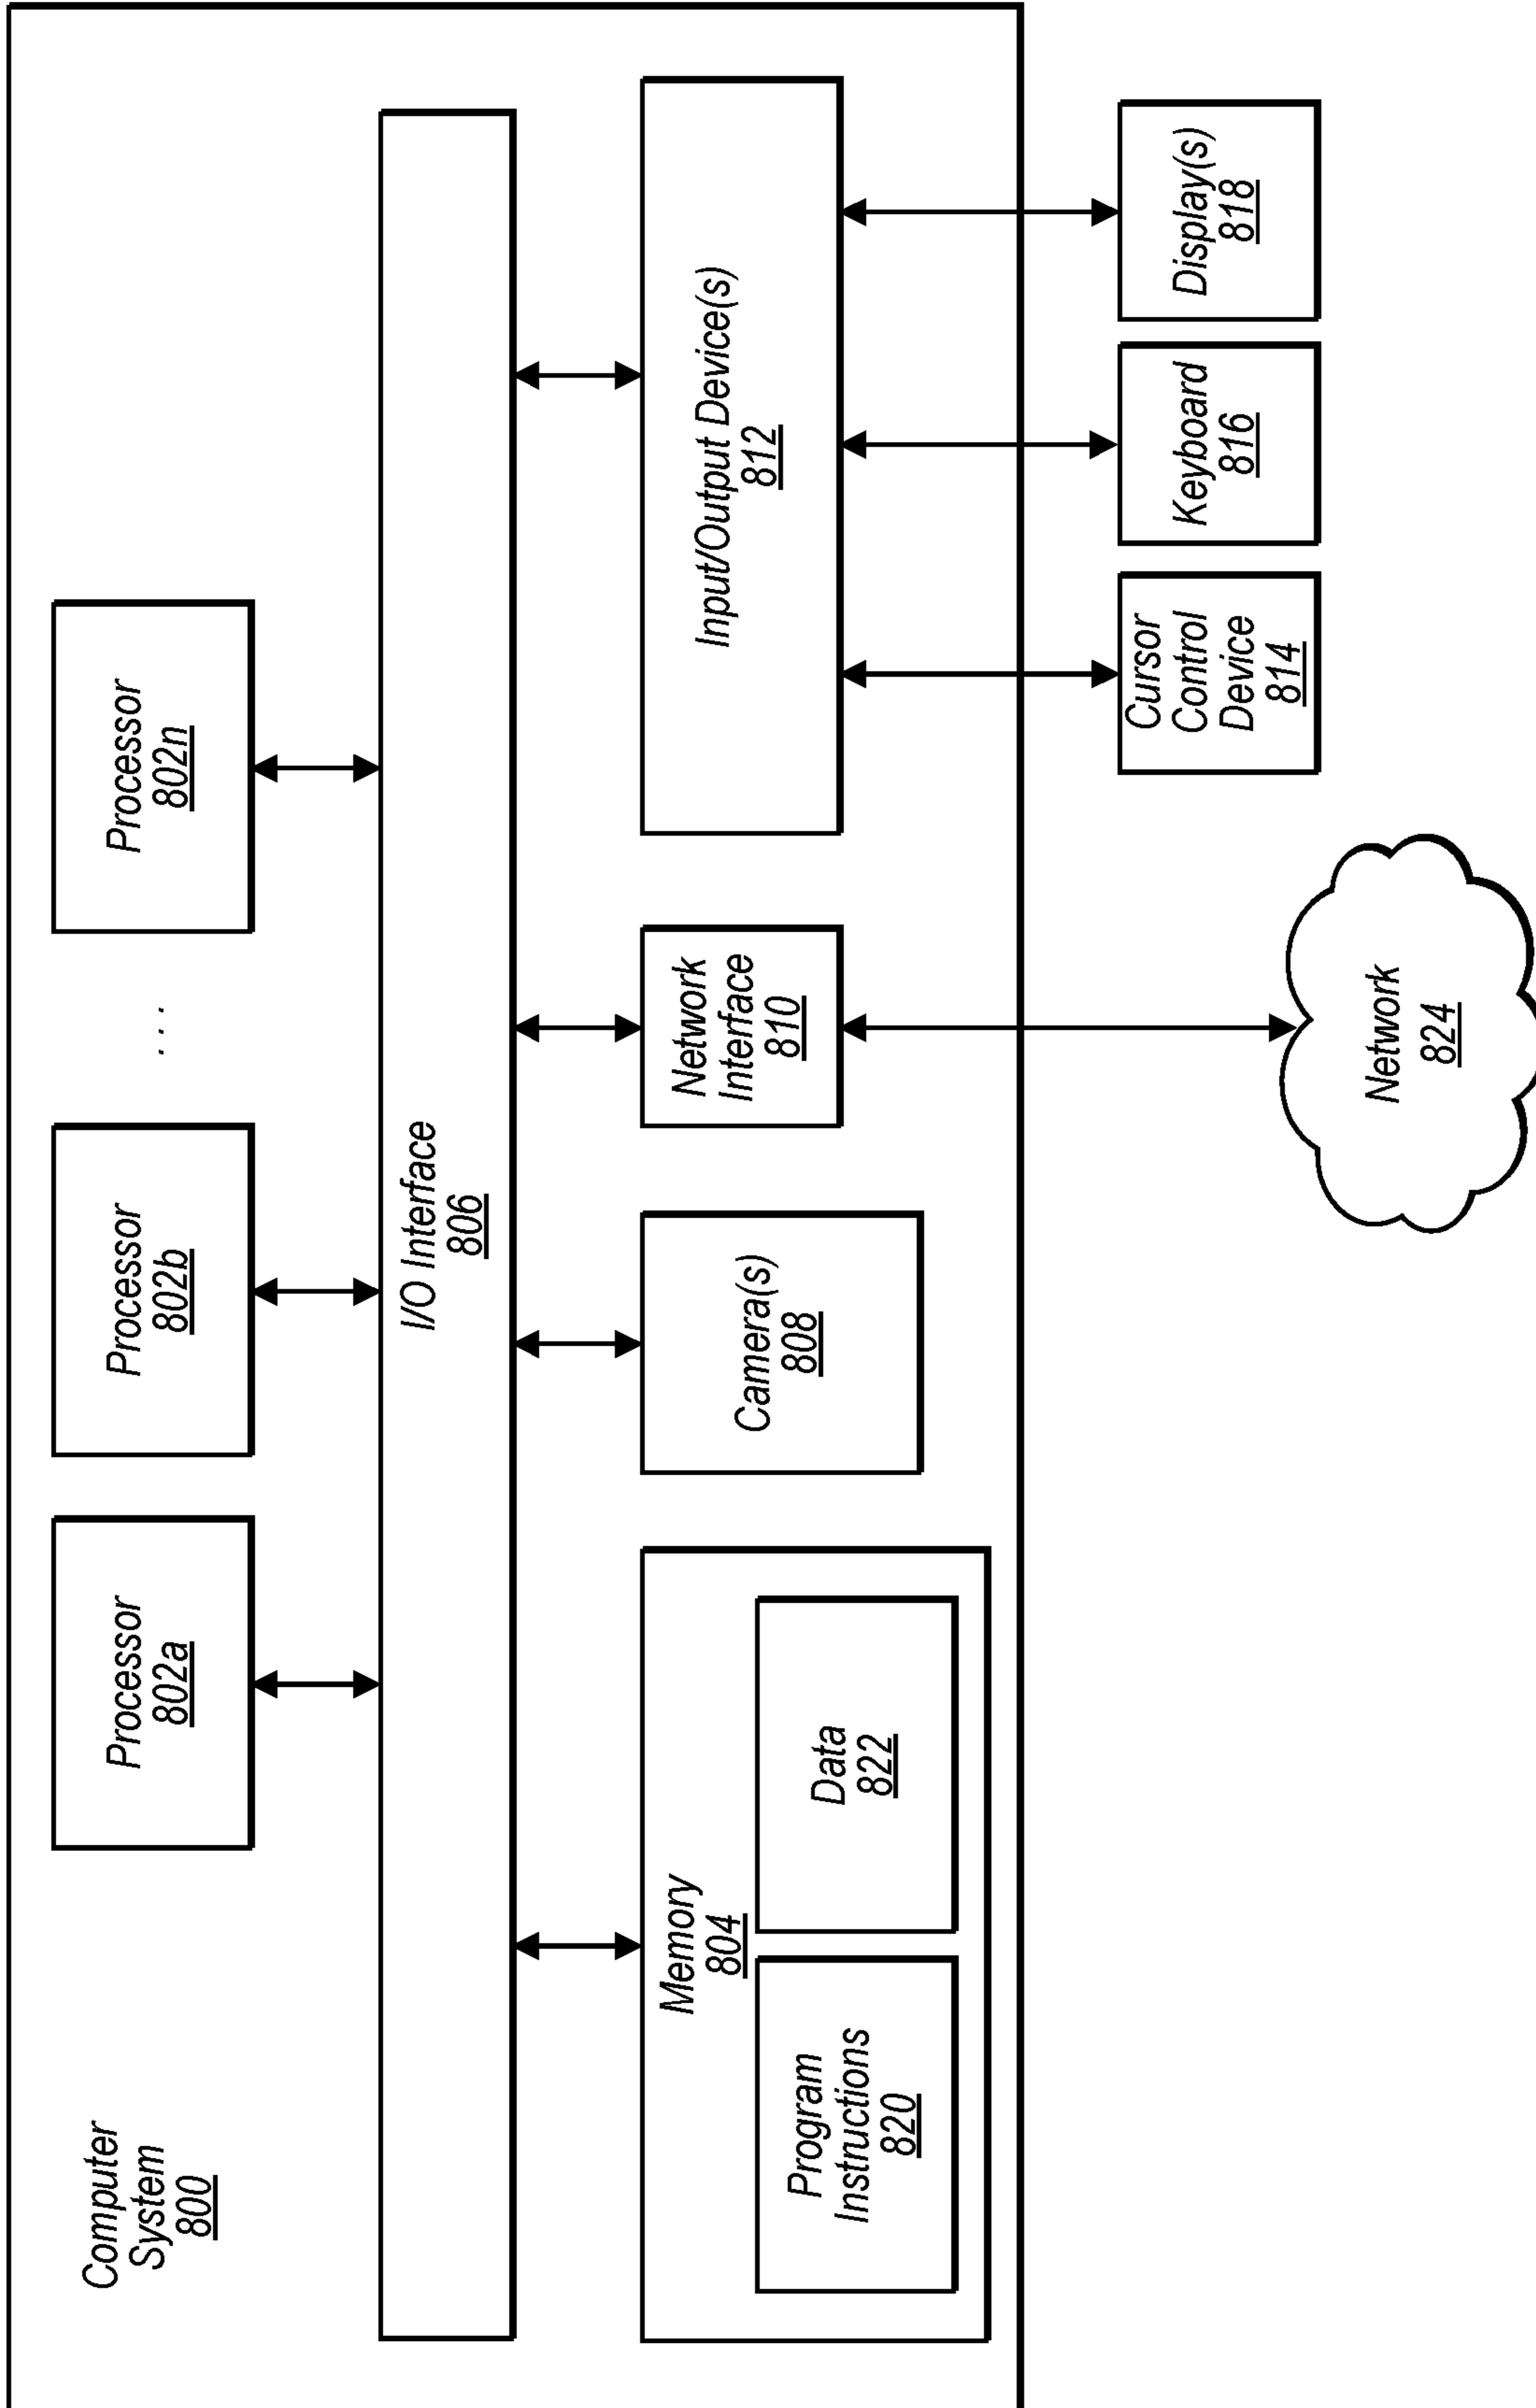 Computer
System
800
Processor
802a
Processor
802b
. . .
Processor
802n
I/O Interface
806
Memory
804
Program
Instructions
820
Data
822
Camera(s)
808
Network
Interface
810
Input/Output Device(s)
812
Network
824
Cursor
Control
Device
814
Keyboard
816
Display(s)
818